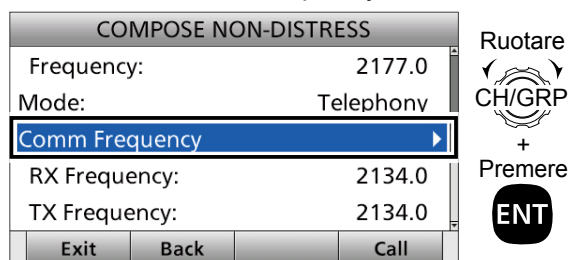 COMPOSE NON-DISTRESS
Frequency: 2177.0
Mode: Telephony
Comm Frequency
RX Frequency: 2134.0
TX Frequency: 2134.0
Exit Back Call
Ruotare
CH/GRP
+
Premere
ENT